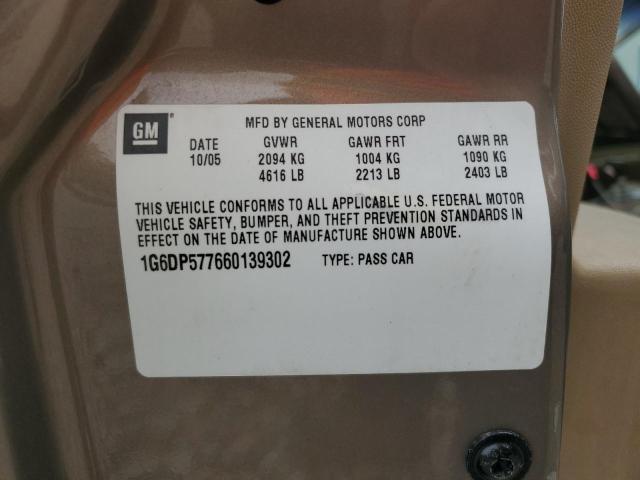 GM
MFD BY GENERAL MOTORS CORP
DATE GVWR GAWR FRT GAWR RR
10/05 2094 KG 1004 KG 1090 KG
4616 LB 2213 LB 2403 LB
THIS VEHICLE CONFORMS TO ALL APPLICABLE U.S. FEDERAL MOTOR
VEHICLE SAFETY, BUMPER, AND THEFT PREVENTION STANDARDS IN
EFFECT ON THE DATE OF MANUFACTURE SHOWN ABOVE.
1G6DP577660139302 TYPE: PASS CAR